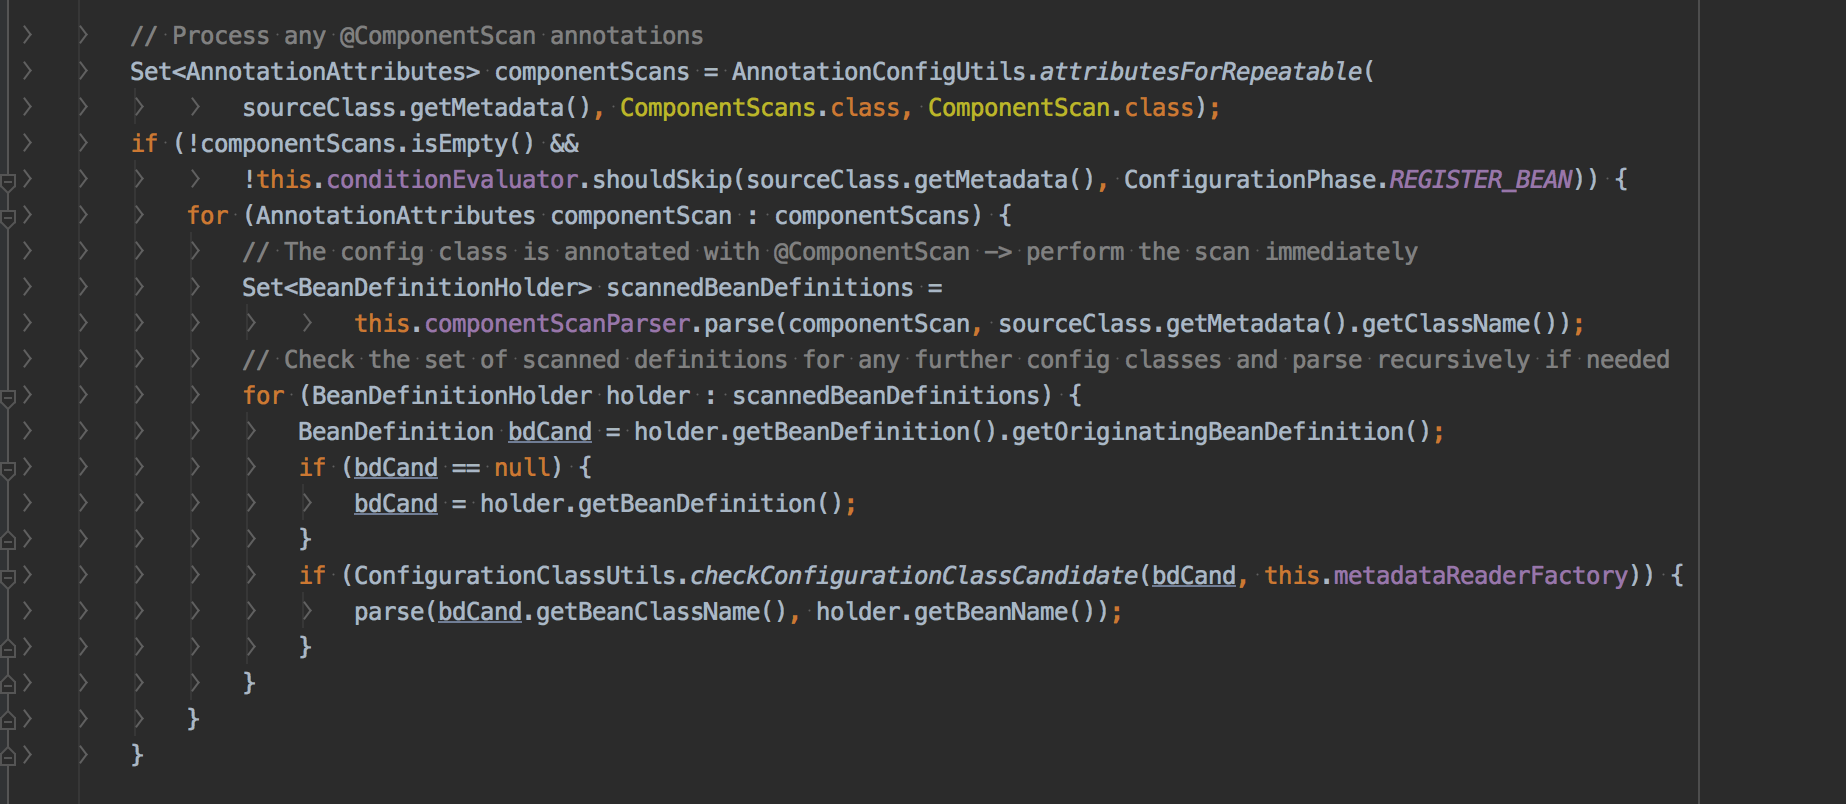 // Process any @ComponentScan annotations
Set<AnnotationAttributes> componentScans = AnnotationConfigUtils.attributesForRepeatable(
sourceClass.getMetadata(), ComponentScans.class, ComponentScan.class);
if (!componentScans.isEmpty() &&
!this.conditionEvaluator.shouldSkip(sourceClass.getMetadata(), ConfigurationPhase.REGISTER_BEAN)) {
for (AnnotationAttributes componentScan : componentScans) {
// The config class is annotated with @ComponentScan -> perform the scan immediately
Set<BeanDefinitionHolder> scannedBeanDefinitions =
this.componentScanParser.parse(componentScan, sourceClass.getMetadata().getClassName());
// Check the set of scanned definitions for any further config classes and parse recursively if needed
for (BeanDefinitionHolder holder : scannedBeanDefinitions) {
BeanDefinition bdCand = holder.getBeanDefinition().getOriginatingBeanDefinition();
if (bdCand == null) {
bdCand = holder.getBeanDefinition();
}
if (ConfigurationClassUtils.checkConfigurationClassCandidate(bdCand, this.metadataReaderFactory)) {
parse(bdCand.getBeanClassName(), holder.getBeanName());
}
}
}
}